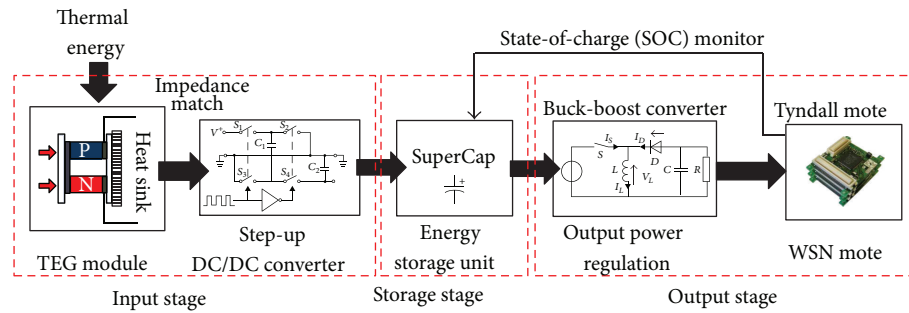 Thermal
energy
State-of-charge (SOC) monitor
Impedance
match
Buck-boost converter
Tyndall mote
P
N
Heat sink
V+
S1
S2
C1
C2
S3
S4
SuperCap
+
IS
ID
S
D
L
VL
IL
C
R
TEG module
Step-up
DC/DC converter
Energy
storage unit
Output power
regulation
WSN mote
Input stage
Storage stage
Output stage